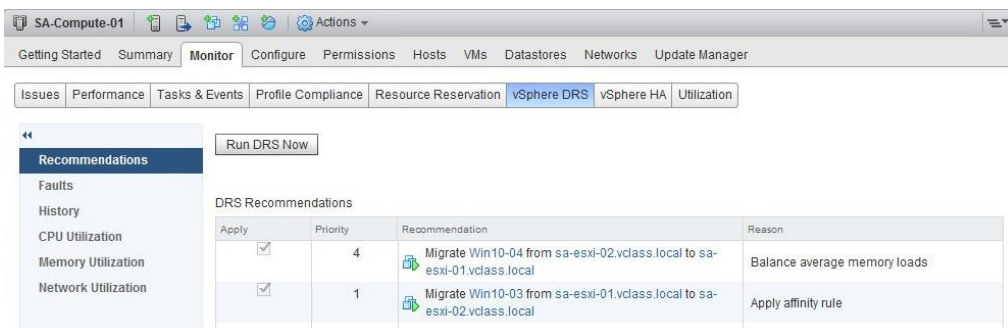 SA-Compute-01 Actions
Getting Started Summary Monitor Configure Permissions Hosts VMs Datastores Networks Update Manager
Issues Performance Tasks & Events Profile Compliance Resource Reservation vSphere DRS vSphere HA Utilization
Recommendations
Faults
History
CPU Utilization
Memory Utilization
Network Utilization
Run DRS Now
DRS Recommendations
Apply Priority Recommendation Reason
4 Migrate Win10-04 from sa-esxi-02.vclass.local to sa-
esxi-01.vclass.local
Balance average memory loads
1 Migrate Win10-03 from sa-esxi-01.vclass.local to sa-
esxi-02.vclass.local
Apply affinity rule